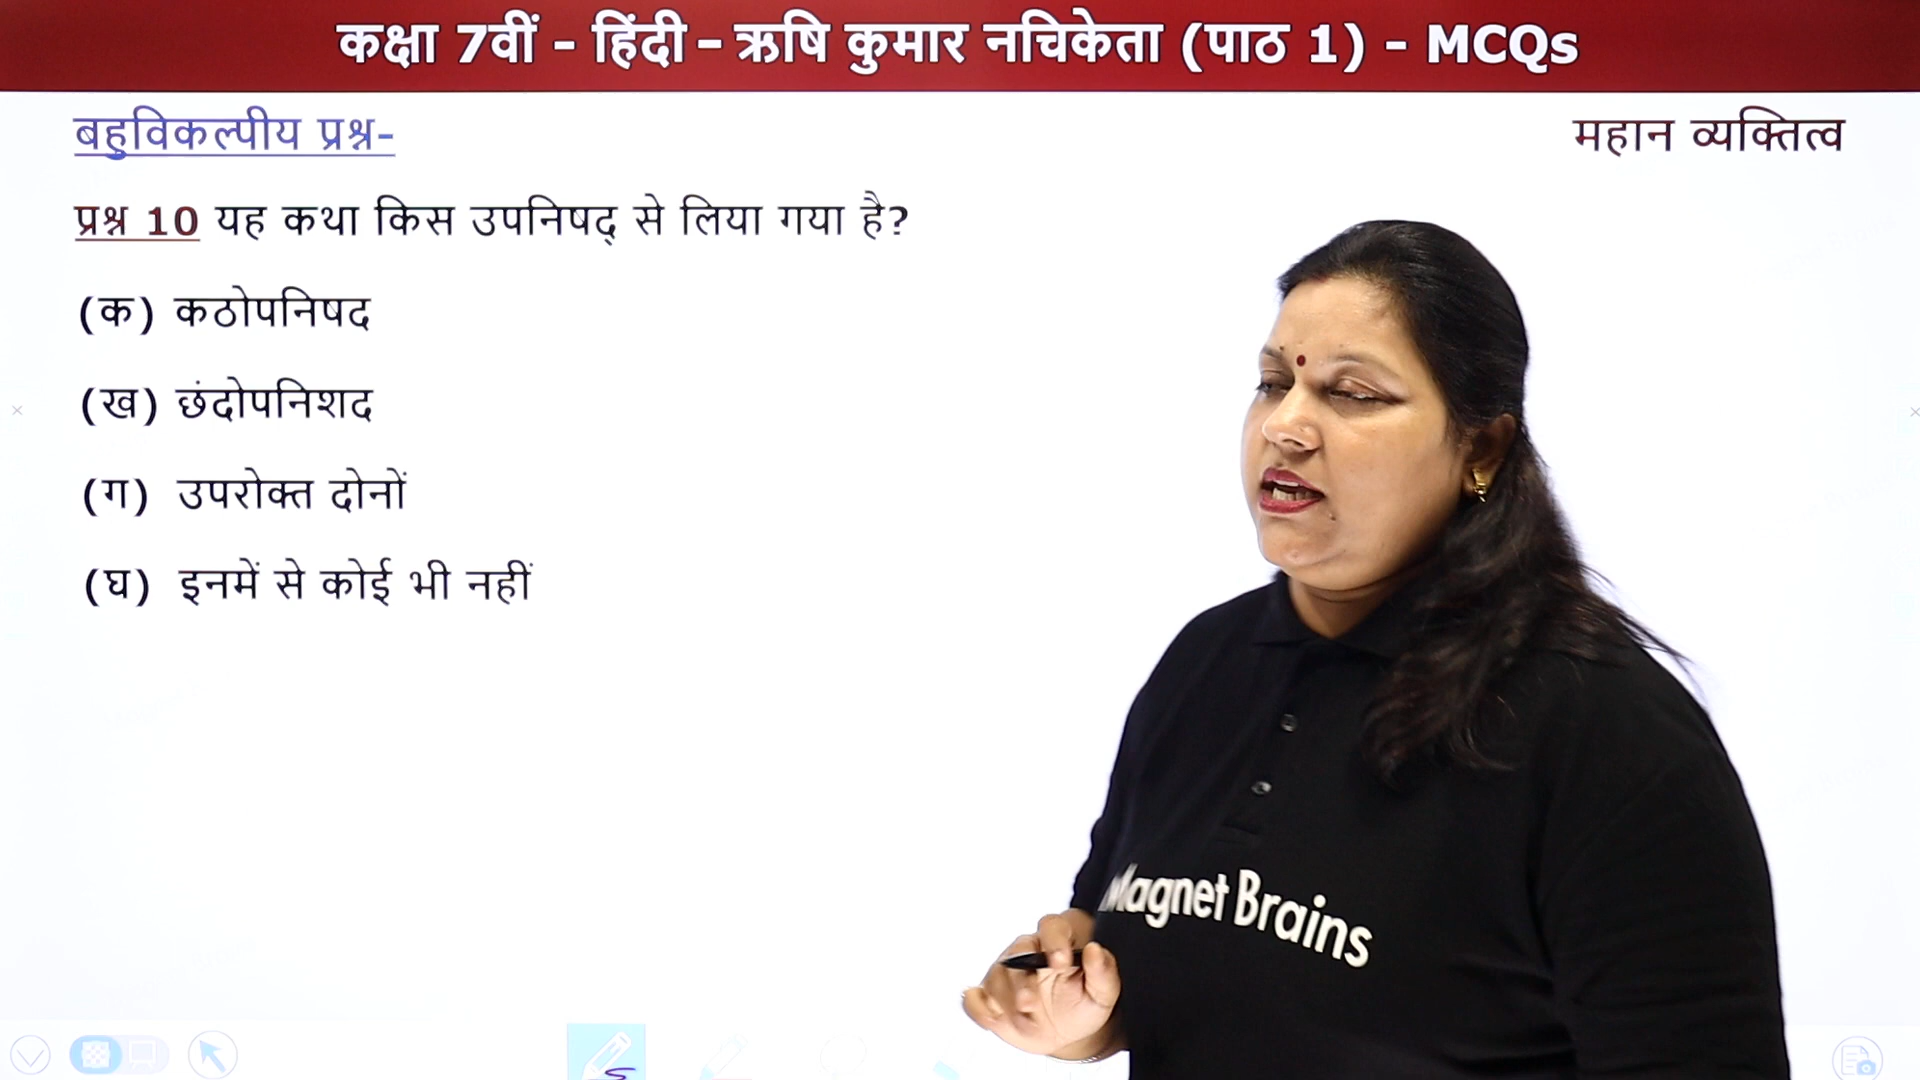 कक्षा 7वीं - हिंदी - ऋषि कुमार नचिकेता (पाठ 1) - MCQs
बहुविकल्पीय प्रश्न-
महान व्यक्तित्व
प्रश्न 10 यह कथा किस उपनिषद् से लिया गया है?
(क) कठोपनिषद
(ख) छंदोपनिशद
(ग) उपरोक्त दोनों
(घ) इनमें से कोई भी नहीं
Magnet Brains